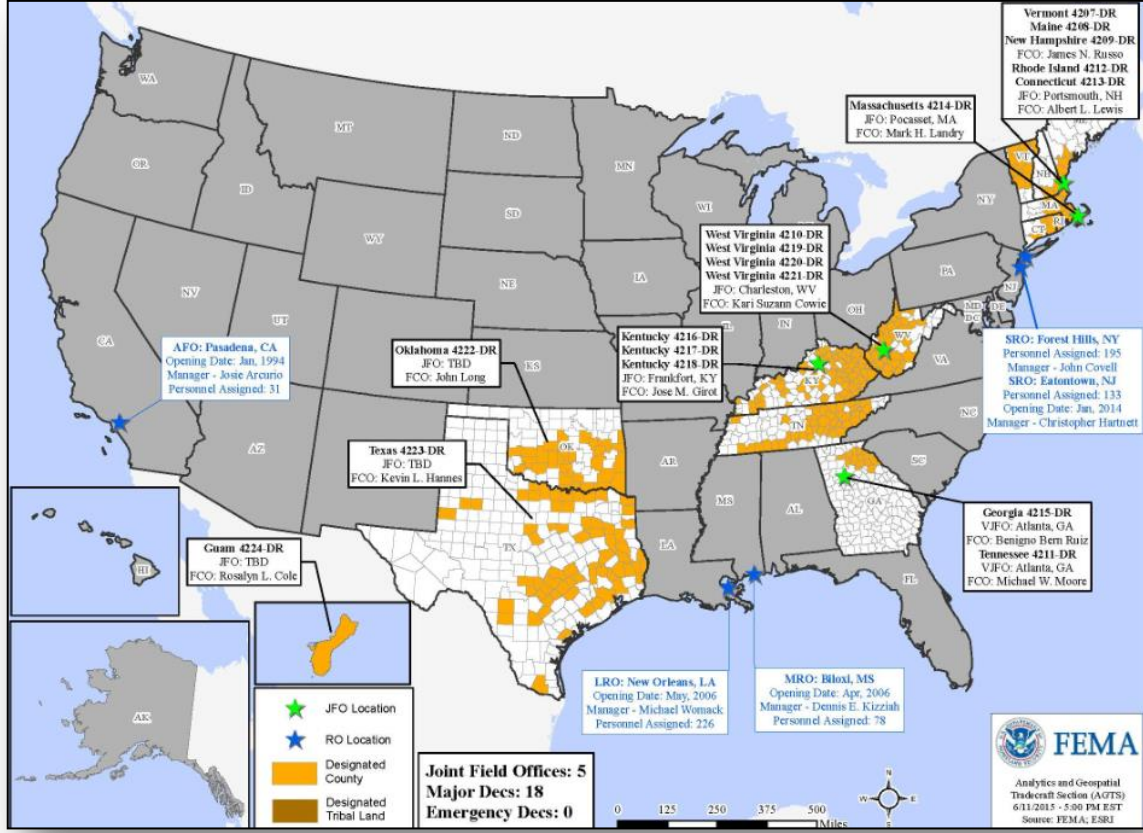 Vermont 4207-DR
Maine 4208-DR
New Hampshire 4209-DR
FCO: James N. Russo
Rhode Island 4212-DR
Connecticut 4213-DR
JFO: Portsmouth, NH
FCO: Albert L. Lewis
Massachusetts 4214-DR
JFO: Pocasset, MA
FCO: Mark H. Landry
West Virginia 4210-DR
West Virginia 4219-DR
West Virginia 4220-DR
West Virginia 4221-DR
JFO: Charleston, WV
FCO: Kari Suzann Cowie
Kentucky 4216-DR
Kentucky 4217-DR
Kentucky 4218-DR
JFO: Frankfort, KY
FCO: Jose M. Girot
Oklahoma 4222-DR
JFO: TBD
FCO: John Long
Texas 4223-DR
JFO: TBD
FCO: Kevin L. Hannes
AFO: Pasadena, CA
Opening Date: Jan, 1994
Manager - Josie Arcurio
Personnel Assigned: 31
SRO: Forest Hills, NY
Personnel Assigned: 195
Manager - John Covell
SRO: Eatontown, NJ
Personnel Assigned: 133
Opening Date: Jan, 2014
Manager - Christopher Hartnett
Georgia 4215-DR
VJFO: Atlanta, GA
FCO: Benigno Bern Ruiz
Tennessee 4211-DR
VJFO: Atlanta, GA
FCO: Michael W. Moore
Guam 4224-DR
JFO: TBD
FCO: Rosalyn L. Cole
LRO: New Orleans, LA
Opening Date: May, 2006
Manager - Michael Womack
Personnel Assigned: 226
MRO: Biloxi, MS
Opening Date: Apr, 2006
Manager - Dennis E. Kizziah
Personnel Assigned: 78
WA
MT
ND
MN
OR
ID
SD
WI
WY
NV
UT
NE
IA
IN
OH
PA
NY
VT
NH
MA
CT
RI
NJ
MD
DE
DC
CA
KS
KY
WV
VA
AZ
OK
AR
TN
NC
TX
LA
MS
AL
GA
SC
FL
HI
AK
JFO Location
RO Location
Designated
County
Designated
Tribal Land
Joint Field Offices: 5
Major Decs: 18
Emergency Decs: 0
N
W
E
S
0 125 250 375 500
Miles
FEMA
Analytics and Geospatial
Tradecraft Section (AGTS)
6/11/2015 - 5:00 PM EST
Source: FEMA; ESRI